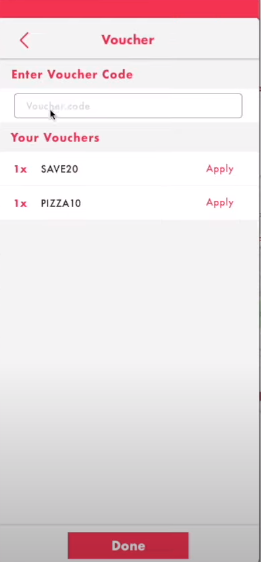 Voucher
Enter Voucher Code
Voucher code
Your Vouchers
1x SAVE20 Apply
1x PIZZA10 Apply
Done